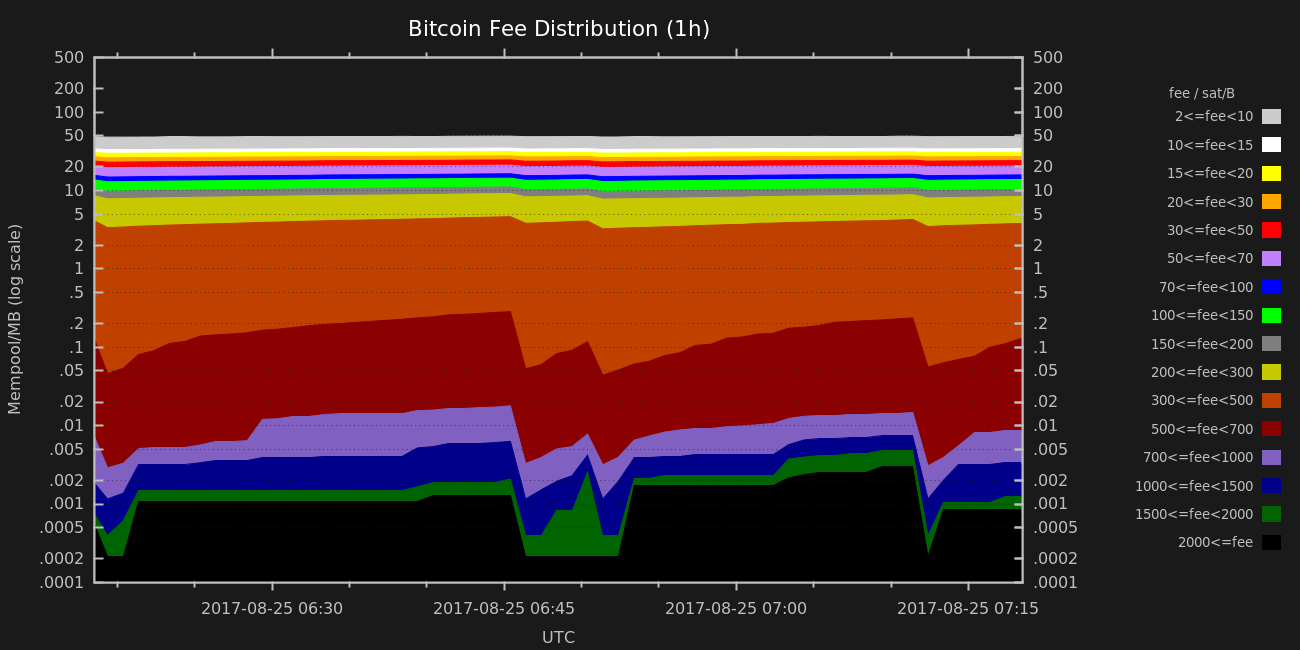 Bitcoin Fee Distribution (1h)
Mempool/MB (log scale)
500
200
100
50
20
10
5
2
1
.5
.2
.1
.05
.02
.01
.005
.002
.001
.0005
.0002
.0001
500
200
100
50
20
10
5
2
1
.5
.2
.1
.05
.02
.01
.005
.002
.001
.0005
.0002
.0001
2017-08-25 06:30
2017-08-25 06:45
2017-08-25 07:00
2017-08-25 07:15
UTC
fee / sat/B
2<=fee<10
10<=fee<15
15<=fee<20
20<=fee<30
30<=fee<50
50<=fee<70
70<=fee<100
100<=fee<150
150<=fee<200
200<=fee<300
300<=fee<500
500<=fee<700
700<=fee<1000
1000<=fee<1500
1500<=fee<2000
2000<=fee